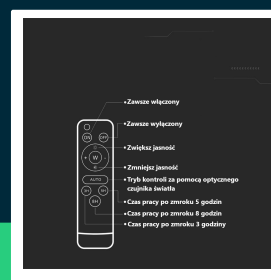 • Zawsze włączony
• Zawsze wyłączony
ON OFF
• Zwiększ jasność
+ W -
• Zmniejsz jasność
AUTO
• Tryb kontroli za pomocą optycznego
czujnika światła
3H 5H
• Czas pracy po zmroku 5 godzin
8H
• Czas pracy po zmroku 8 godzin
• Czas pracy po zmroku 3 godziny